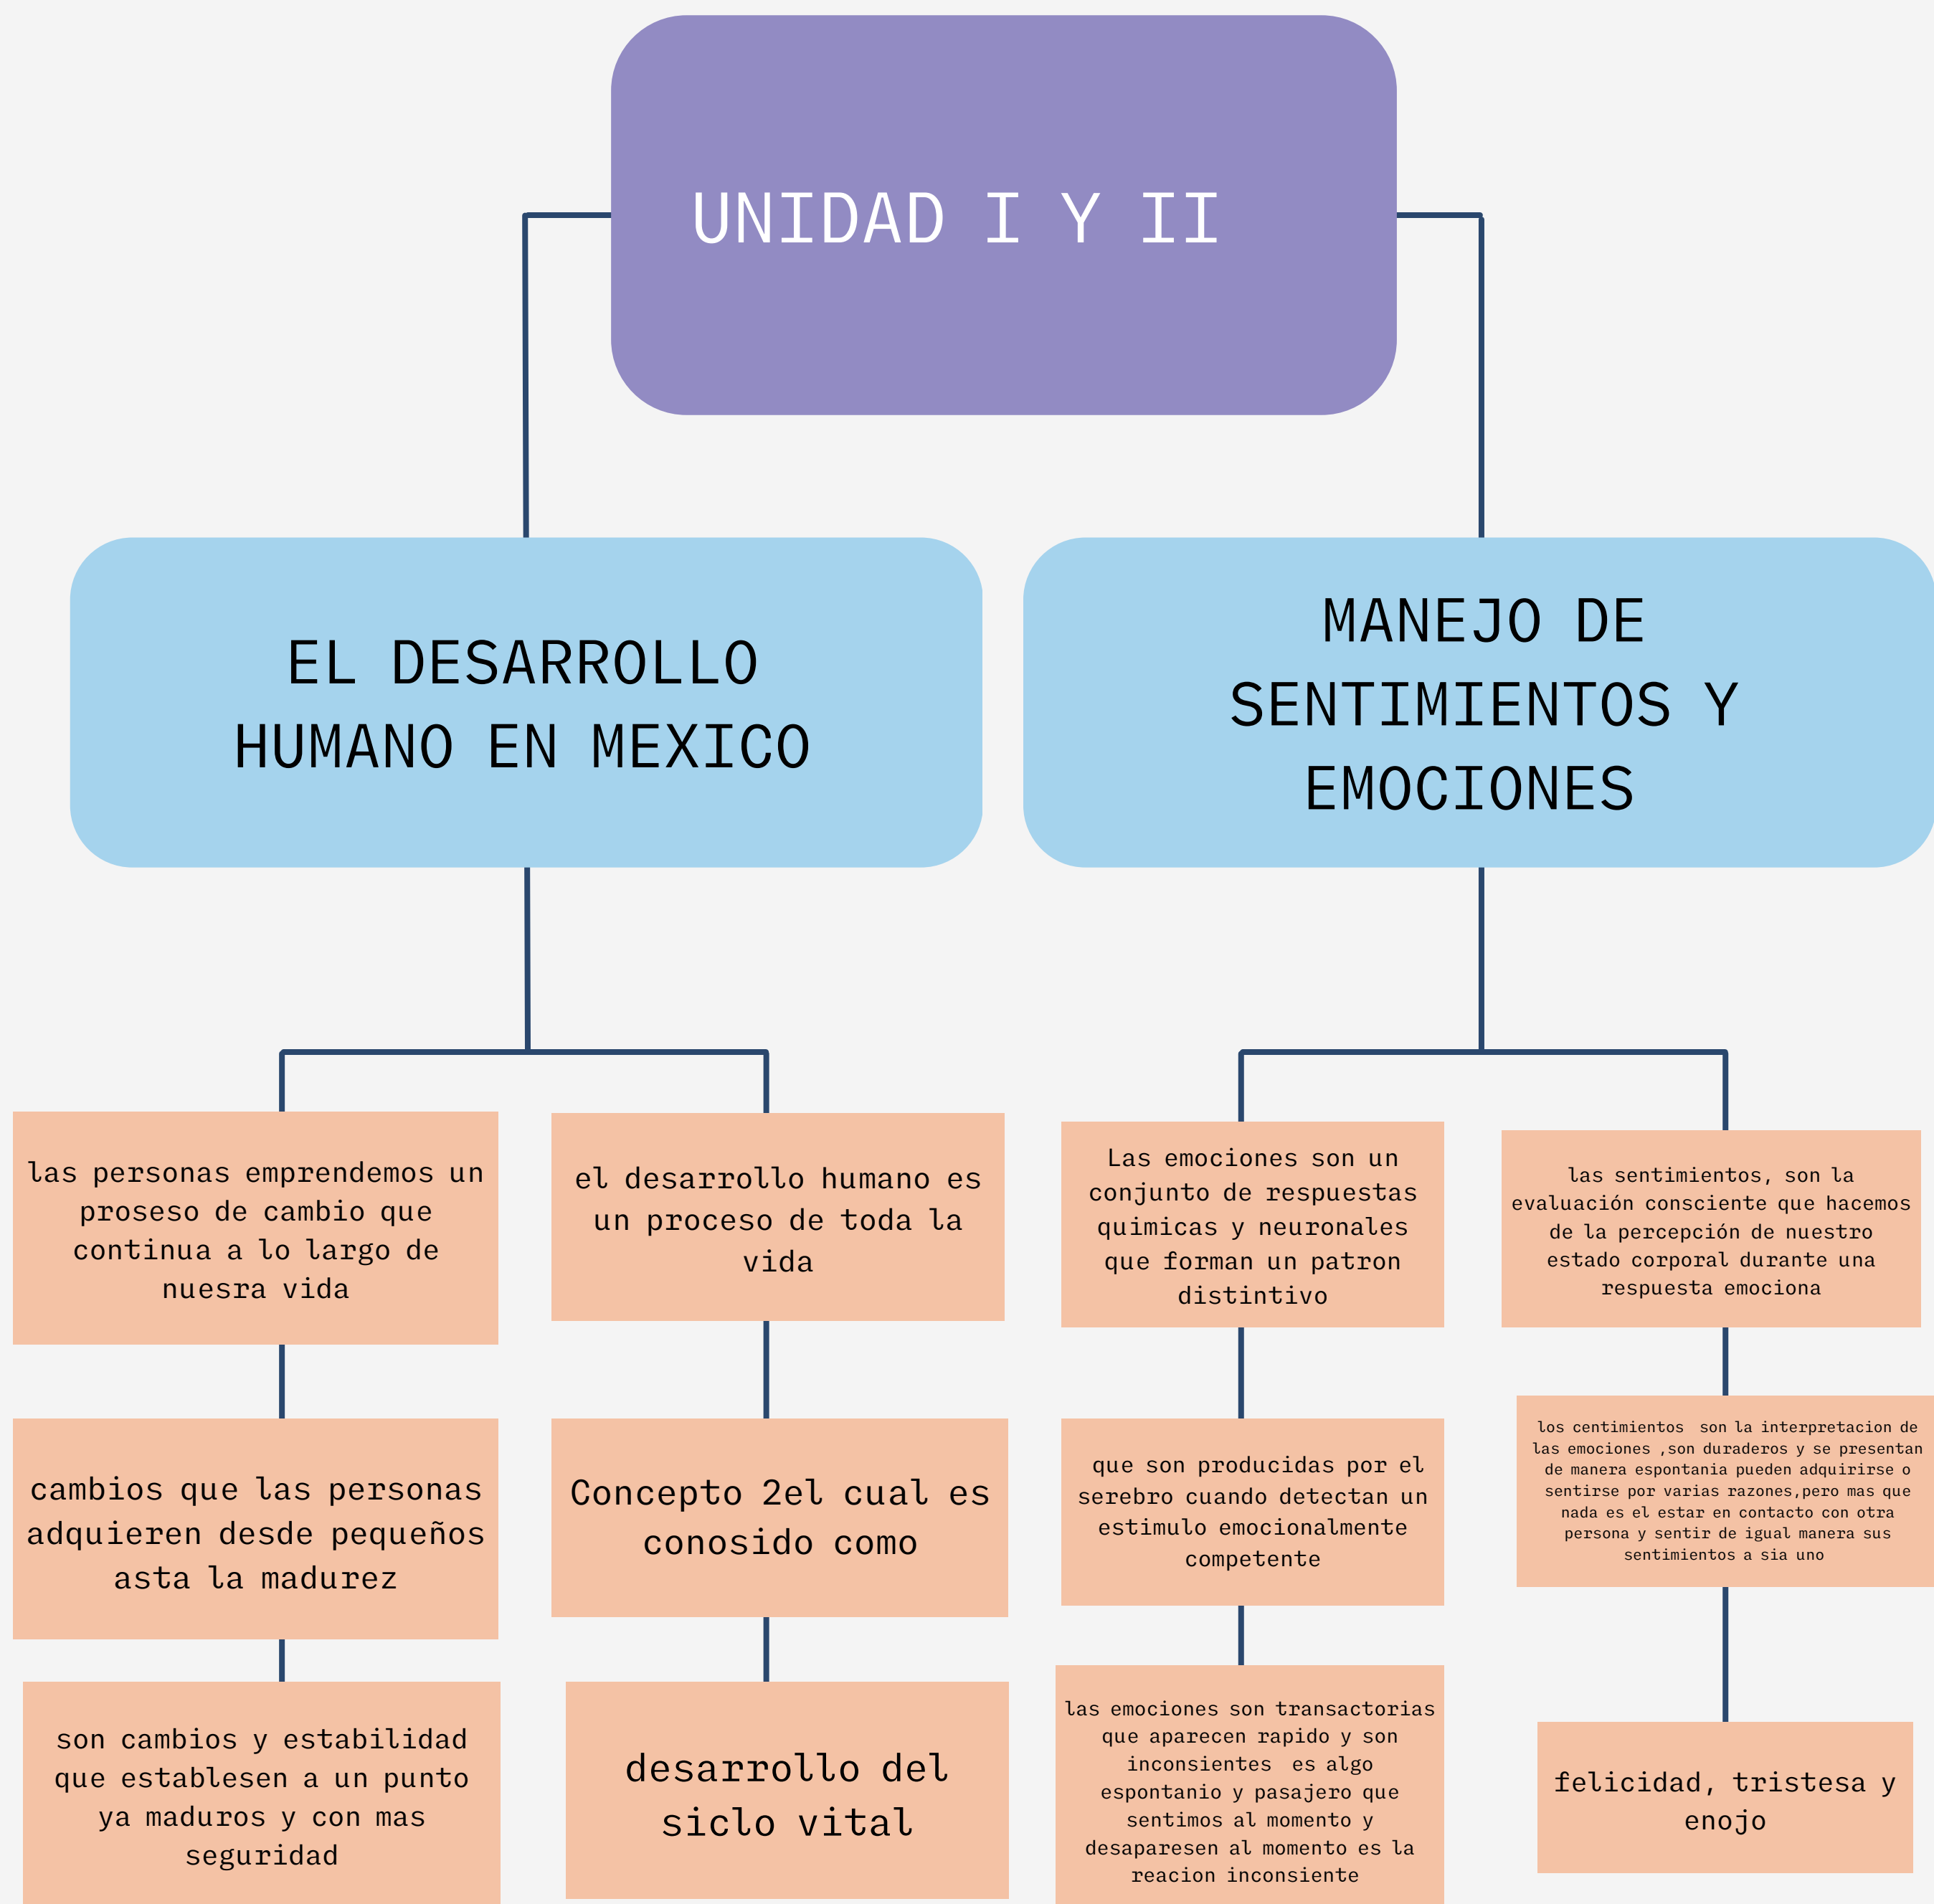 UNIDAD I Y II
EL DESARROLLO
HUMANO EN MEXICO
MANEJO DE
SENTIMIENTOS Y
EMOCIONES
las personas emprendemos un
proseso de cambio que
continua a lo largo de
nuesra vida
cambios que las personas
adquieren desde pequeños
asta la madurez
son cambios y estabilidad
que establesen a un punto
ya maduros y con mas
seguridad
el desarrollo humano es
un proceso de toda la
vida
Concepto 2el cual es
conosido como
desarrollo del
siclo vital
Las emociones son un
conjunto de respuestas
quimicas y neuronales
que forman un patron
distintivo
que son producidas por el
serebro cuando detectan un
estimulo emocionalmente
competente
las emociones son transactorias
que aparecen rapido y son
inconsientes  es algo
espontanio y pasajero que
sentimos al momento y
desaparesen al momento es la
reacion inconsiente
las sentimientos, son la
evaluación consciente que hacemos
de la percepción de nuestro
estado corporal durante una
respuesta emociona
los centimientos  son la interpretacion de
las emociones ,son duraderos y se presentan
de manera espontania pueden adquirirse o
sentirse por varias razones,pero mas que
nada es el estar en contacto con otra
persona y sentir de igual manera sus
sentimientos a sia uno
felicidad, tristesa y
enojo